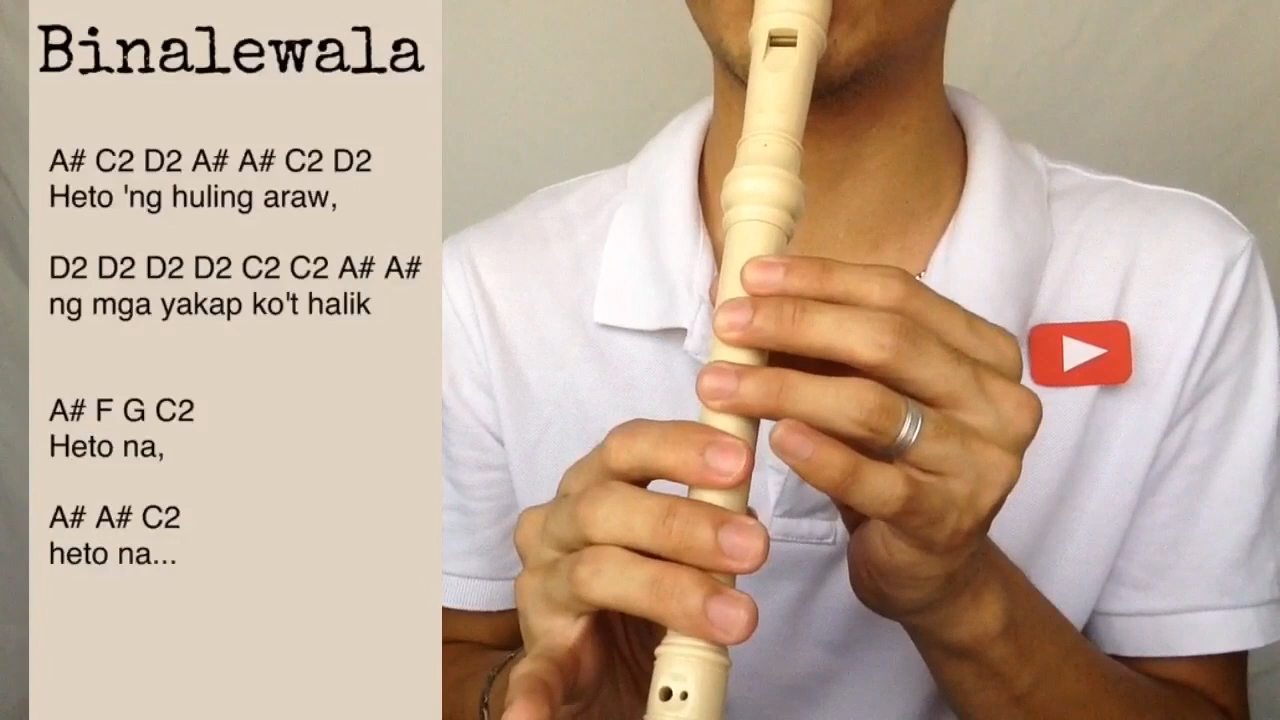 Binalewala
A# C2 D2 A# A# C2 D2
Heto 'ng huling araw,
D2 D2 D2 D2 C2 C2 A# A#
ng mga yakap ko't halik
A# F G C2
Heto na,
A# A# C2
heto na...